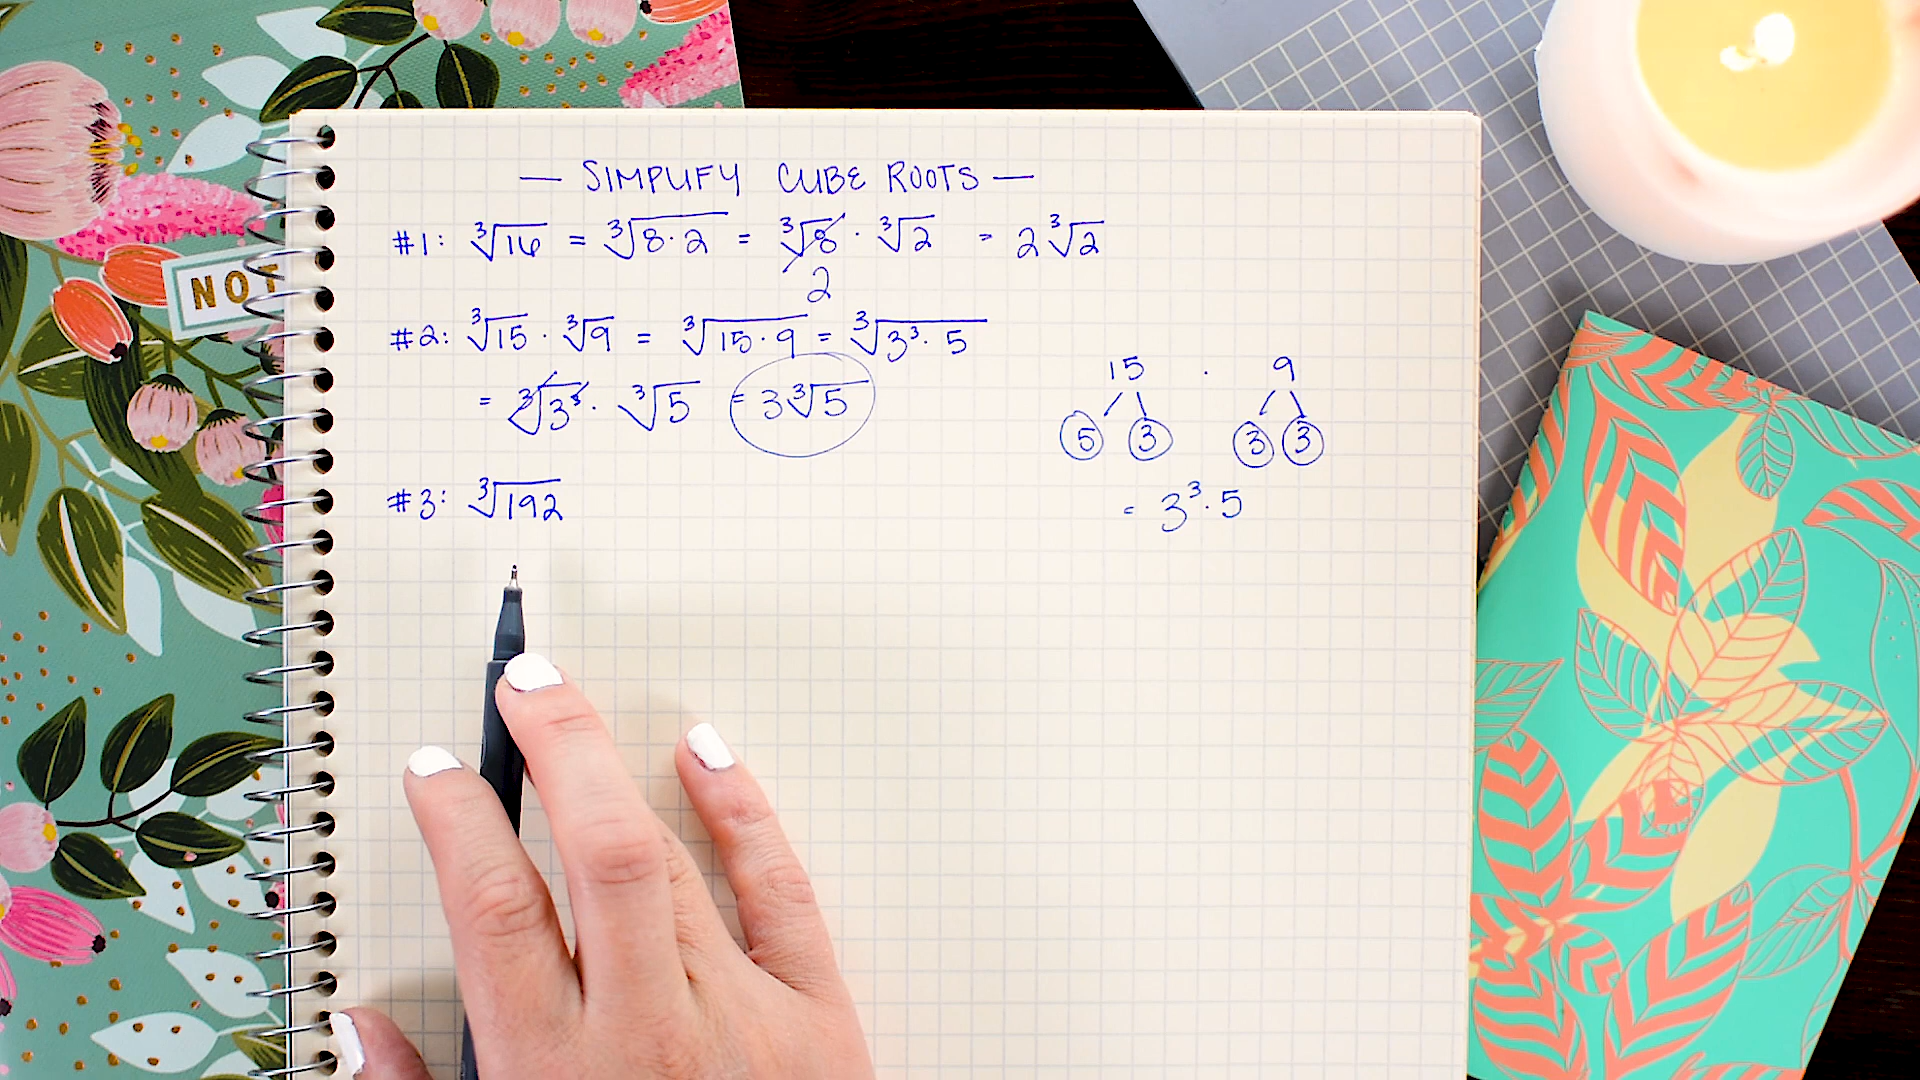 — SIMPLIFY CUBE ROOTS —
#1: ∛16 = ∛8·2 = ∛8 · ∛2 = 2∛2
2
#2: ∛15 · ∛9 = ∛15·9 = ∛3³·5
= ∛3³ · ∛5 = 3∛5
15 · 9
5 3 3 3
= 3³·5
#3: ∛192
NOT